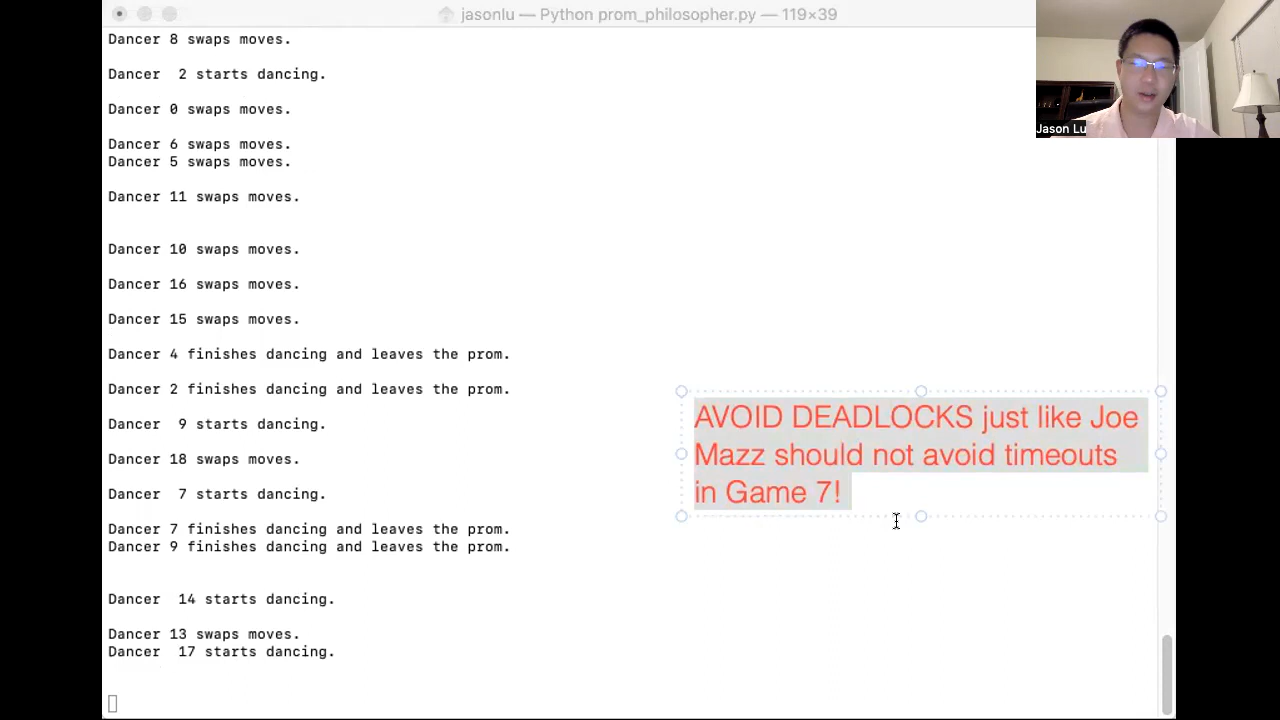 jasonlu — Python prom_philosopher.py — 119×39
Dancer 8 swaps moves.
Dancer  2 starts dancing.
Dancer 0 swaps moves.
Dancer 6 swaps moves.
Dancer 5 swaps moves.
Dancer 11 swaps moves.
Dancer 10 swaps moves.
Dancer 16 swaps moves.
Dancer 15 swaps moves.
Dancer 4 finishes dancing and leaves the prom.
Dancer 2 finishes dancing and leaves the prom.
Dancer  9 starts dancing.
Dancer 18 swaps moves.
Dancer  7 starts dancing.
Dancer 7 finishes dancing and leaves the prom.
Dancer 9 finishes dancing and leaves the prom.
Dancer  14 starts dancing.
Dancer 13 swaps moves.
Dancer  17 starts dancing.
AVOID DEADLOCKS just like Joe
Mazz should not avoid timeouts
in Game 7!
Jason Lu